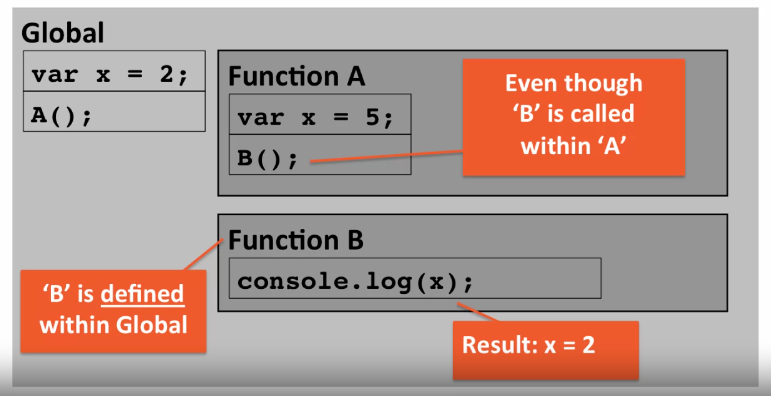 Global
var x = 2;
A();
Function A
var x = 5;
B();
Even though
‘B’ is called
within ‘A’
Function B
console.log(x);
‘B’ is defined
within Global
Result: x = 2